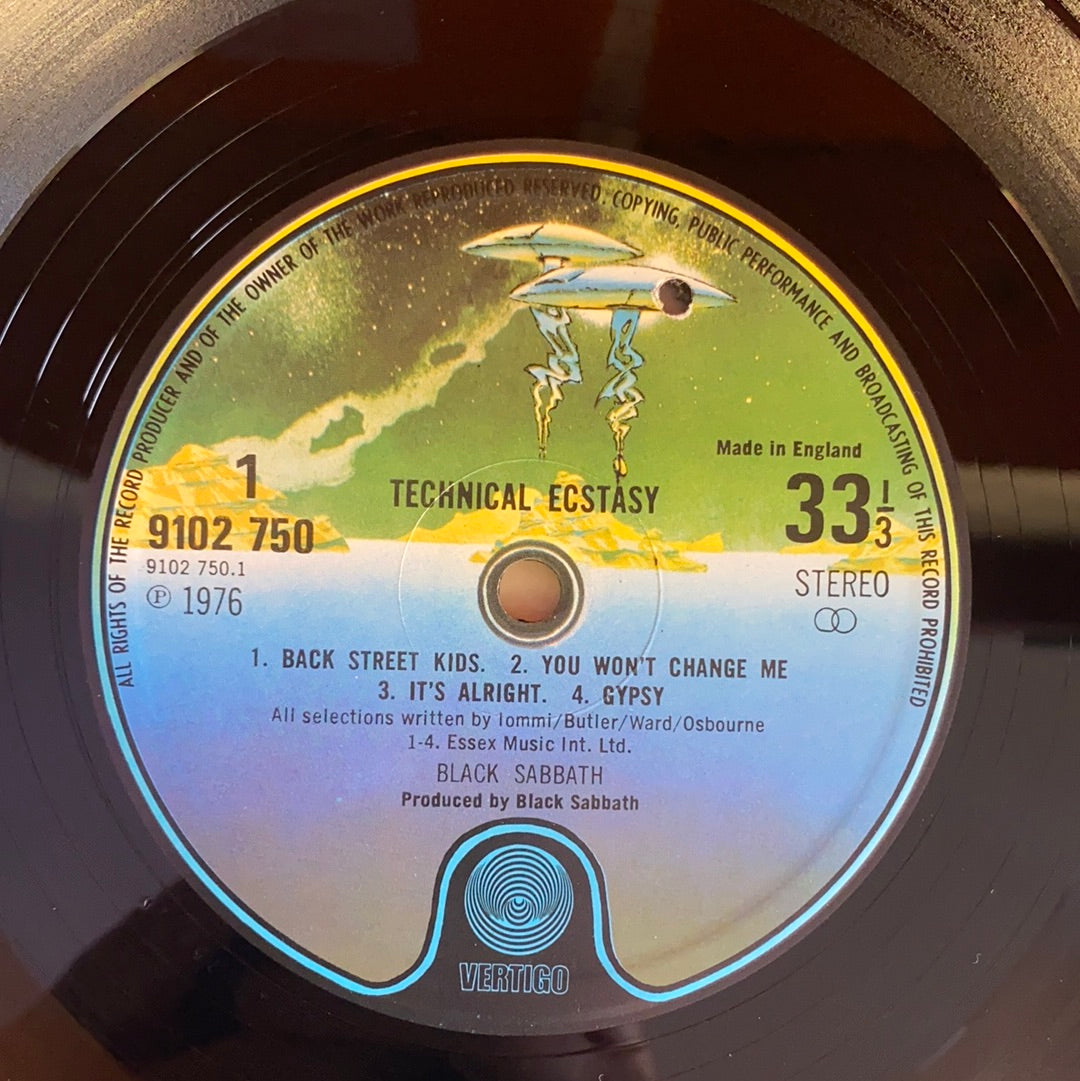 ALL RIGHTS OF THE RECORD PRODUCER AND OF THE OWNER OF THE WORK REPRODUCED RESERVED. COPYING, PUBLIC PERFORMANCE AND BROADCASTING OF THIS RECORD PROHIBITED
Made in England
1
TECHNICAL ECSTASY
33 1/3
9102 750
9102 750.1
STEREO
Ⓟ 1976
1. BACK STREET KIDS. 2. YOU WON'T CHANGE ME
3. IT'S ALRIGHT. 4. GYPSY
All selections written by Iommi/Butler/Ward/Osbourne
1-4. Essex Music Int. Ltd.
BLACK SABBATH
Produced by Black Sabbath
VERTIGO